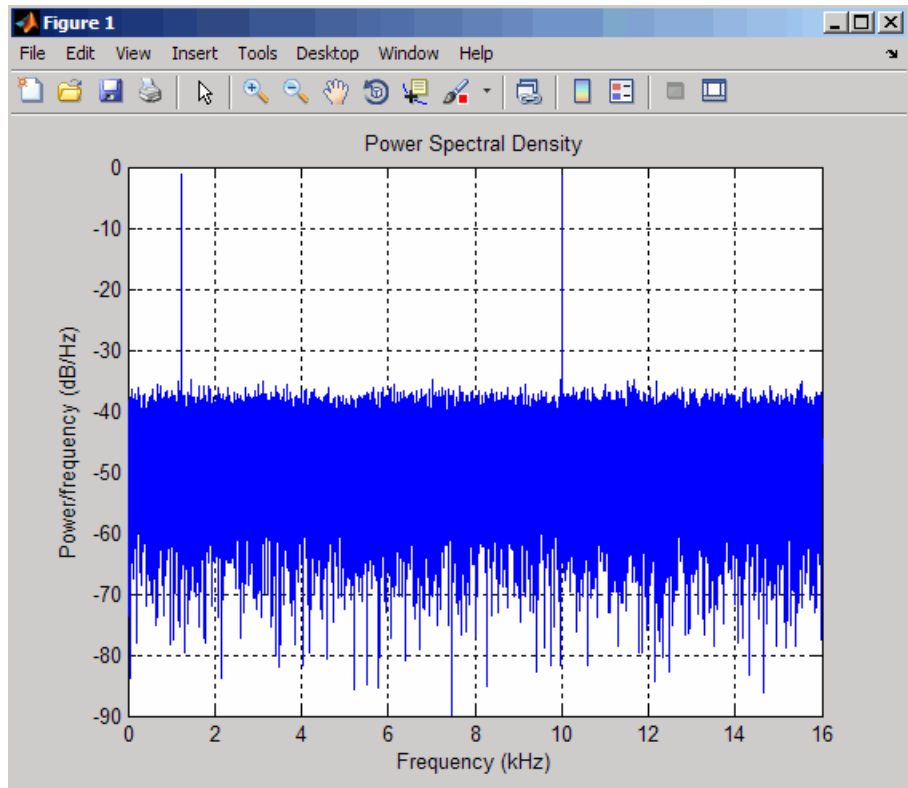 Figure 1
File Edit View Insert Tools Desktop Window Help
Power Spectral Density
Power/frequency (dB/Hz)
0
-10
-20
-30
-40
-50
-60
-70
-80
-90
0 2 4 6 8 10 12 14 16
Frequency (kHz)